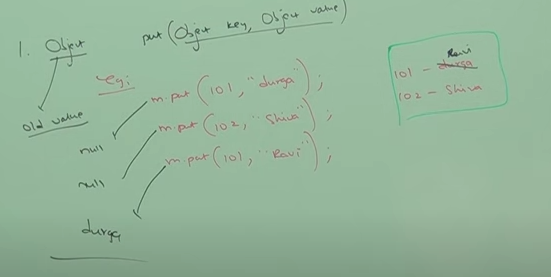 1. Object put (Object key, Object value)
old value
eg:
m.put (101, "durga") ;
null
m.put (102, "Shiva") ;
null
m.put (101, "Ravi") ;
durga
Ravi
101 - durga
102 - Shiva